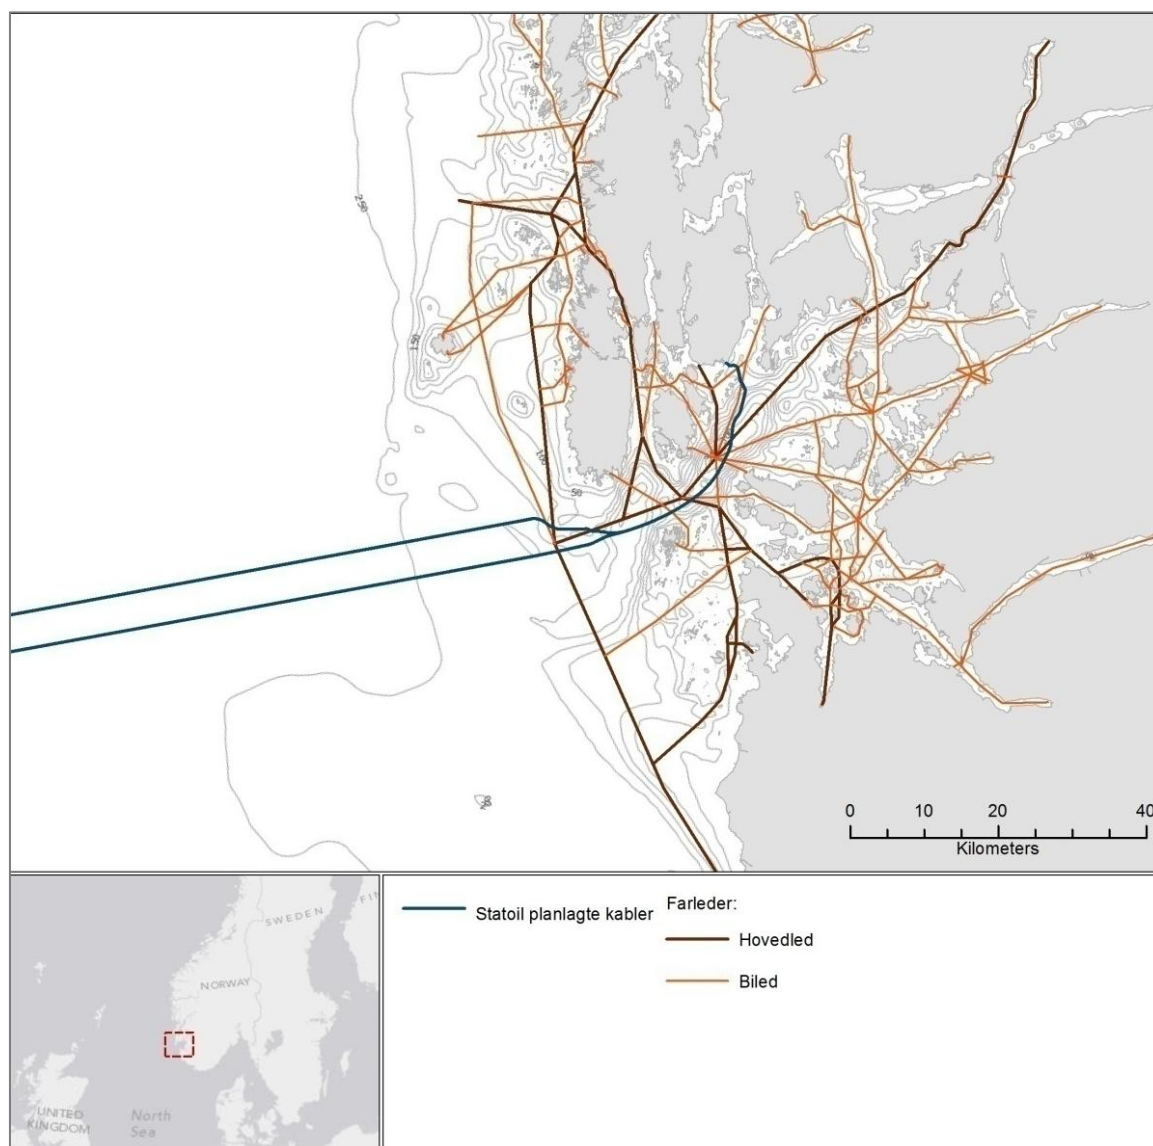 250
150
100
50
0 10 20 40
Kilometers
Statoil planlagte kabler
Farleder:
Hovedled
Biled
SWEDEN
FIN
NORWAY
UNITED
KINGDOM
North
Sea